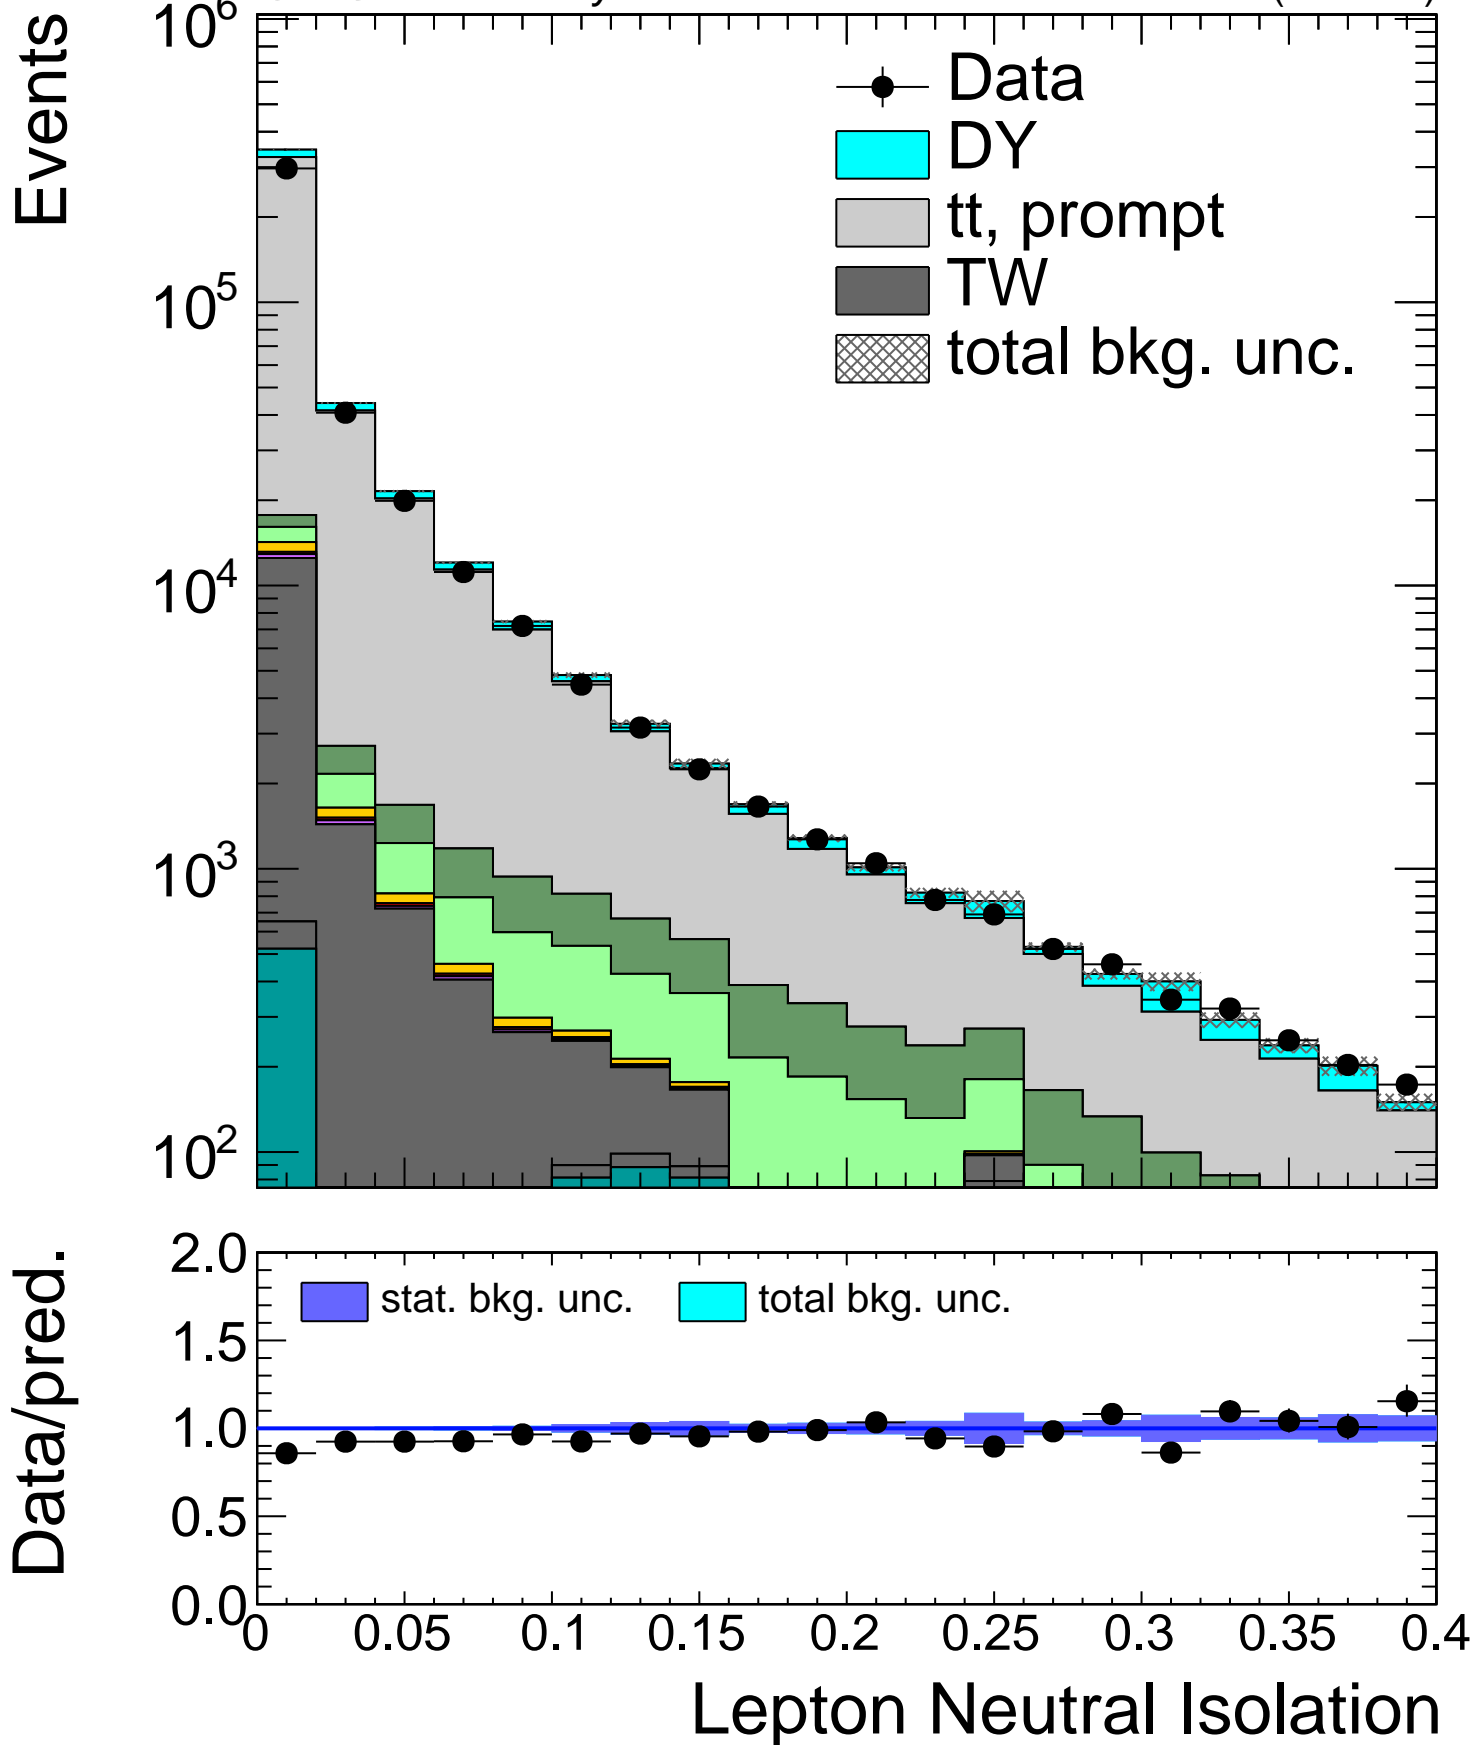 10^6
Events
Data
DY
tt, prompt
TW
total bkg. unc.
10^5
10^4
10^3
10^2
Data/pred.
2.0
stat. bkg. unc.
total bkg. unc.
1.5
1.0
0.5
0.0
0 0.05 0.1 0.15 0.2 0.25 0.3 0.35 0.4
Lepton Neutral Isolation